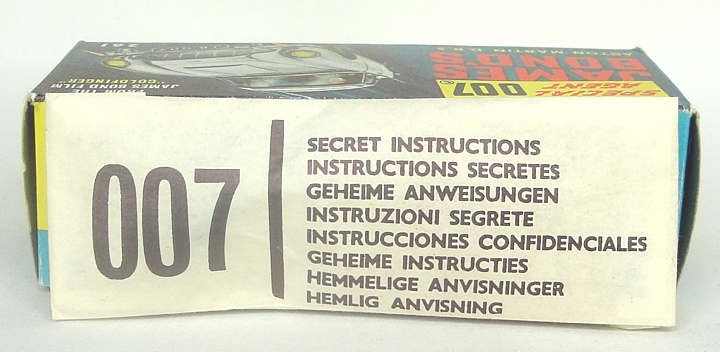 007
SECRET INSTRUCTIONS
INSTRUCTIONS SECRETES
GEHEIME ANWEISUNGEN
INSTRUZIONI SEGRETE
INSTRUCCIONES CONFIDENCIALES
GEHEIME INSTRUCTIES
HEMMELIGE ANVISNINGER
HEMLIG ANVISNING
SPECIAL
AGENT 007
JAMES
BOND'S
ASTON MARTIN D.B.5
261
FROM THE
JAMES BOND FILM
"GOLDFINGER"